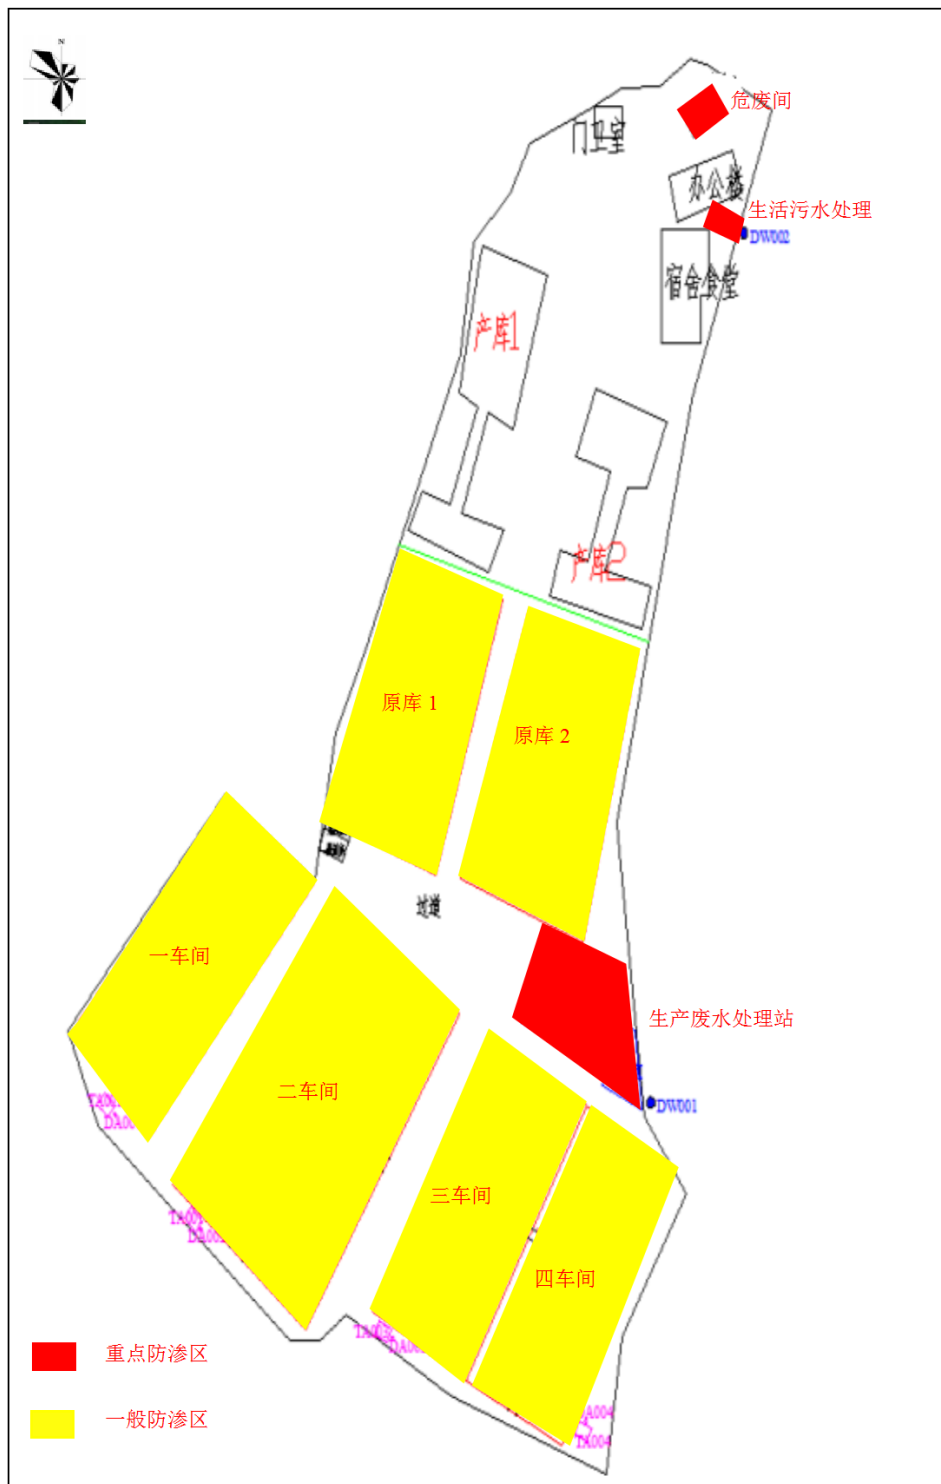 N
危废间
门卫室
办公楼
生活污水处理
DW002
宿舍食堂
产库1
产库2
原库 1
原库 2
过道
一车间
生产废水处理站
二车间
DW001
三车间
四车间
DA004
TA004
重点防渗区
一般防渗区